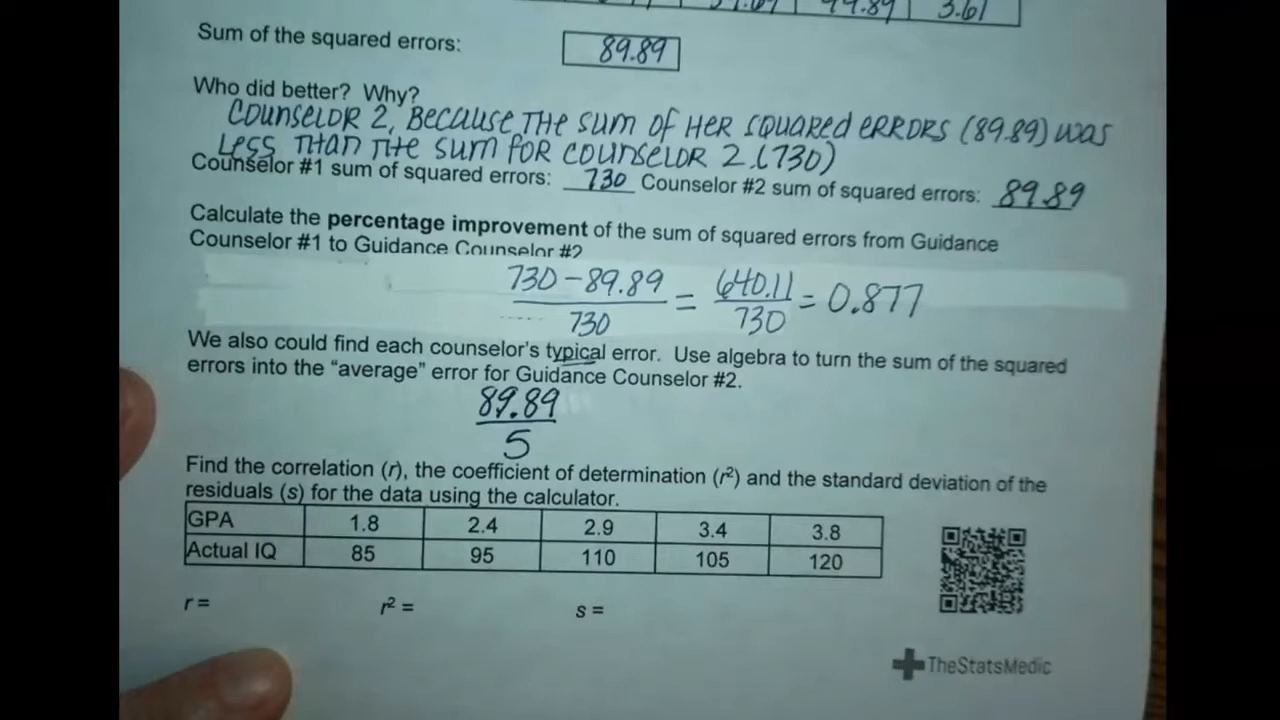 99.89 3.61
Sum of the squared errors: 89.89
Who did better? Why?
COUNSELOR 2, BECAUSE THE SUM OF HER SQUARED ERRORS (89.89) WAS
LESS THAN THE SUM FOR COUNSELOR 2.(730)
Counselor #1 sum of squared errors: 730 Counselor #2 sum of squared errors: 89.89
Calculate the percentage improvement of the sum of squared errors from Guidance
Counselor #1 to Guidance Counselor #2
730 - 89.89 / 730 = 640.11 / 730 = 0.877
We also could find each counselor's typical error. Use algebra to turn the sum of the squared
errors into the “average” error for Guidance Counselor #2.
89.89
5
Find the correlation (r), the coefficient of determination (r²) and the standard deviation of the
residuals (s) for the data using the calculator.
GPA 1.8 2.4 2.9 3.4 3.8
Actual IQ 85 95 110 105 120
r = r² = s =
TheStatsMedic